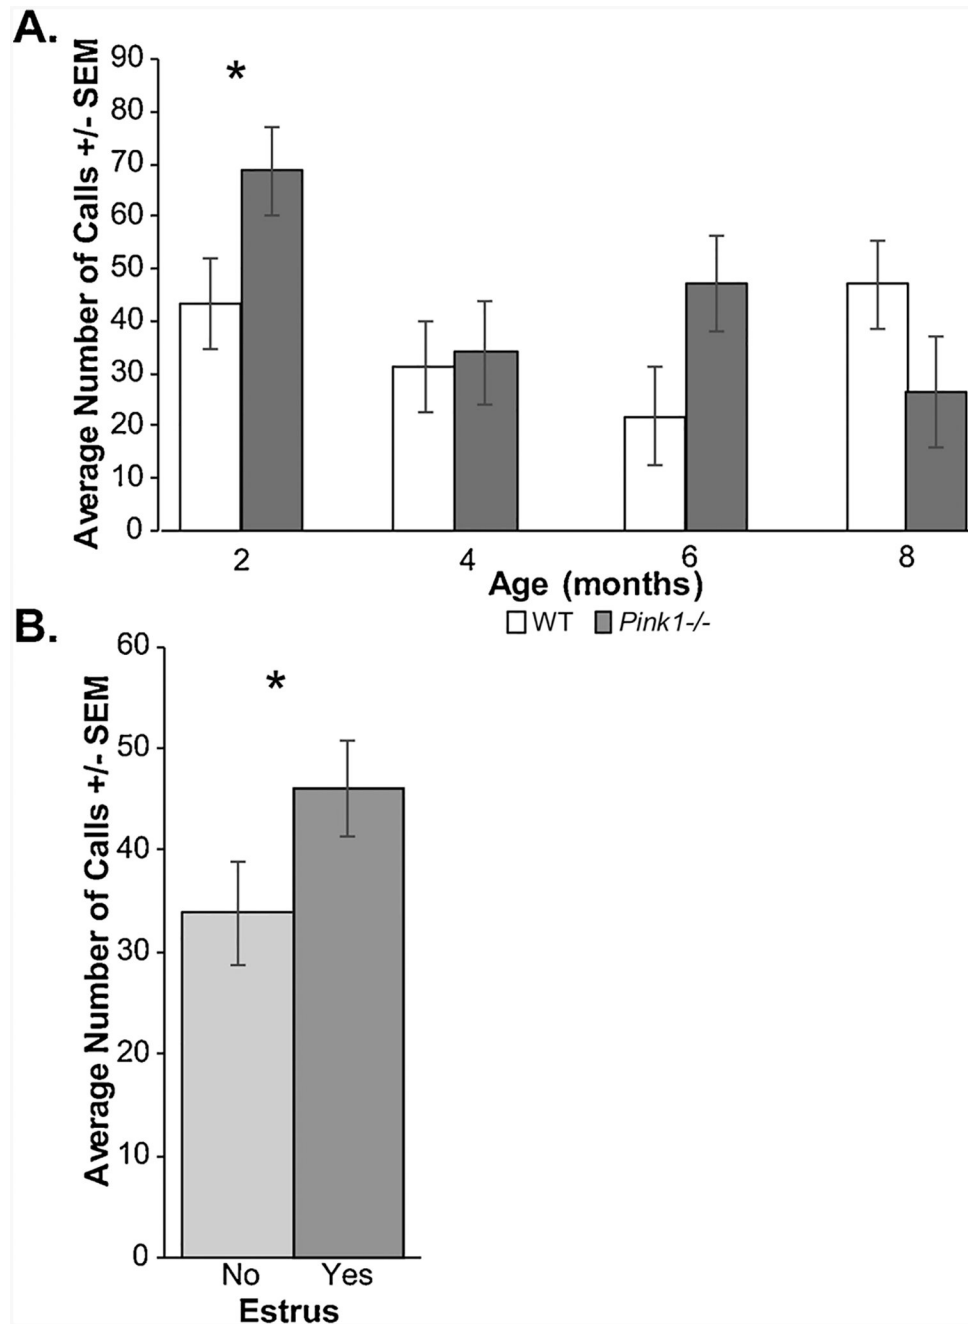 A.
Average Number of Calls +/- SEM
90
80
70
60
50
40
30
20
10
0
*
2 4 6 8
Age (months)
WT Pink1-/-
B.
Average Number of Calls +/- SEM
60
50
40
30
20
10
0
*
No Yes
Estrus